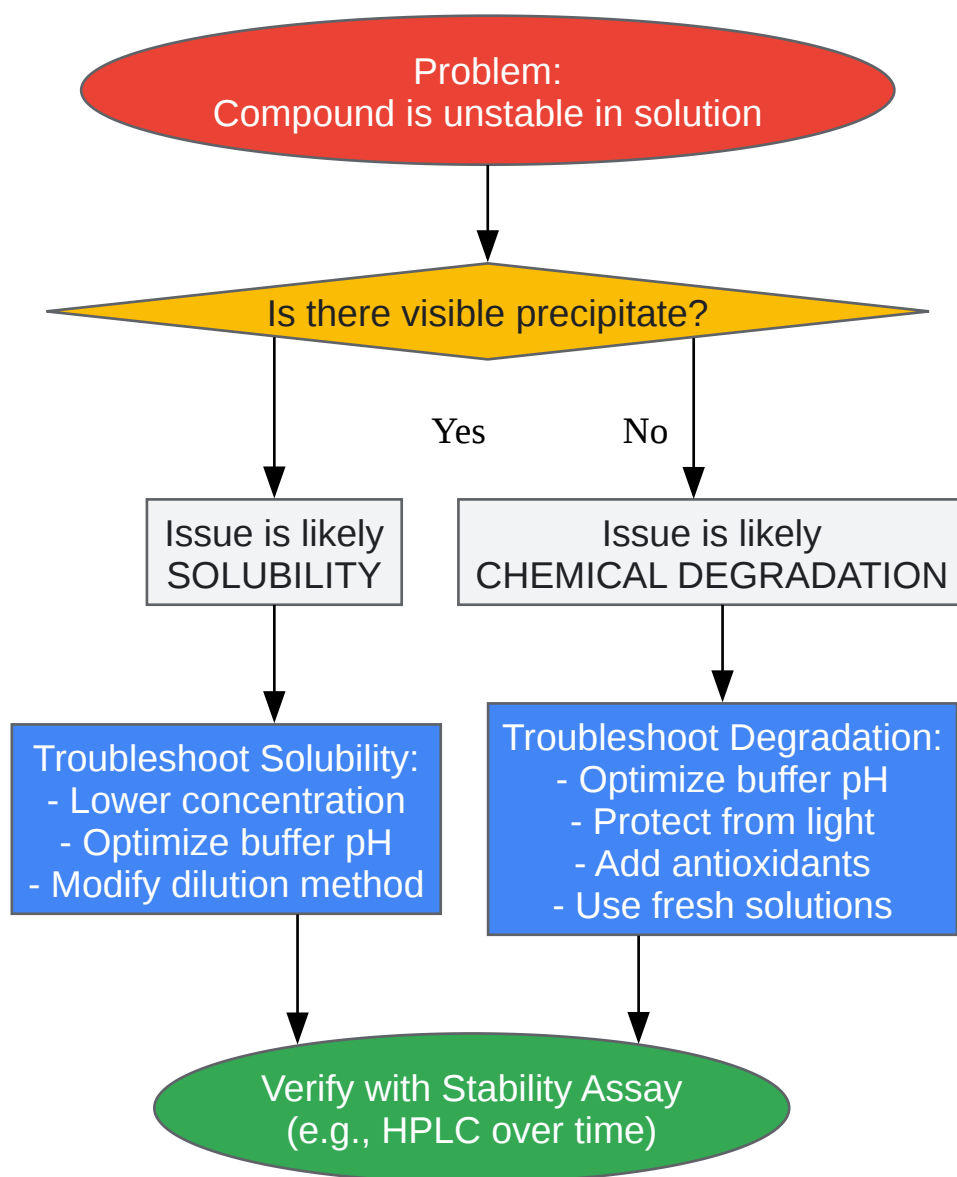 Problem:
Compound is unstable in solution
Is there visible precipitate?
Yes
No
Issue is likely
SOLUBILITY
Issue is likely
CHEMICAL DEGRADATION
Troubleshoot Solubility:
- Lower concentration
- Optimize buffer pH
- Modify dilution method
Troubleshoot Degradation:
- Optimize buffer pH
- Protect from light
- Add antioxidants
- Use fresh solutions
Verify with Stability Assay
(e.g., HPLC over time)